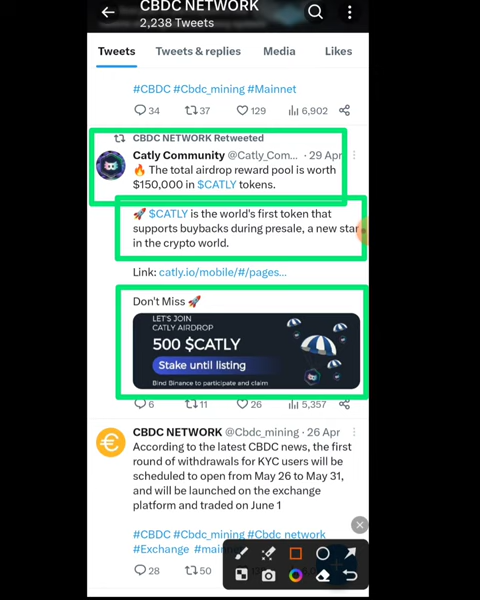 CBDC NETWORK
2,238 Tweets
Tweets Tweets & replies Media Likes
#CBDC #Cbdc_mining #Mainnet
34 37 129 6,902
CBDC NETWORK Retweeted
Catly Community @Catly_Com... · 29 Apr
🔥 The total airdrop reward pool is worth
$150,000 in $CATLY tokens.
🚀 $CATLY is the world's first token that
supports buybacks during presale, a new star
in the crypto world.
Link: catly.io/mobile/#/pages...
Don't Miss 🚀
LET'S JOIN
CATLY AIRDROP
500 $CATLY
Stake until listing
Bind Binance to participate and claim
6 11 26 5,357
CBDC NETWORK @Cbdc_mining · 26 Apr
According to the latest CBDC news, the first
round of withdrawals for KYC users will be
scheduled to open from May 26 to May 31,
and will be launched on the exchange
platform and traded on June 1
#CBDC #Cbdc_mining #Cbdc network
#Exchange
28 50